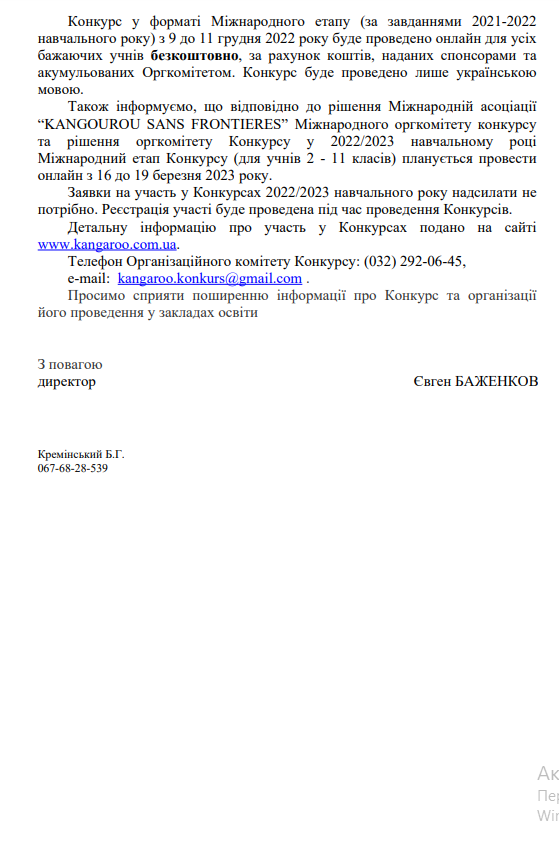 Конкурс у форматі Міжнародного етапу (за завданнями 2021-2022
навчального року) з 9 до 11 грудня 2022 року буде проведено онлайн для усіх
бажаючих учнів безкоштовно, за рахунок коштів, наданих спонсорами та
акумульованих Оргкомітетом. Конкурс буде проведено лише українською
мовою.
Також інформуємо, що відповідно до рішення Міжнародній асоціації
“KANGOUROU SANS FRONTIERES” Міжнародного оргкомітету конкурсу
та рішення оргкомітету Конкурсу у 2022/2023 навчальному році
Міжнародний етап Конкурсу (для учнів 2 - 11 класів) планується провести
онлайн з 16 до 19 березня 2023 року.
Заявки на участь у Конкурсах 2022/2023 навчального року надсилати не
потрібно. Реєстрація участі буде проведена під час проведення Конкурсів.
Детальну інформацію про участь у Конкурсах подано на сайті
www.kangaroo.com.ua.
Телефон Організаційного комітету Конкурсу: (032) 292-06-45,
e-mail: kangaroo.konkurs@gmail.com .
Просимо сприяти поширенню інформації про Конкурс та організації
його проведення у закладах освіти
З повагою
директор Євген БАЖЕНКОВ
Кремінський Б.Г.
067-68-28-539